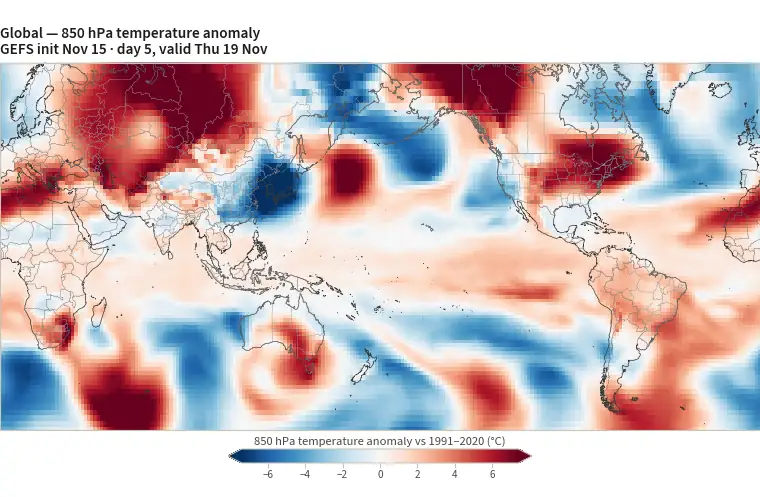 Global — 850 hPa temperature anomaly
GEFS init Nov 15 · day 5, valid Thu 19 Nov
850 hPa temperature anomaly vs 1991–2020 (°C)
−6 −4 −2 0 2 4 6